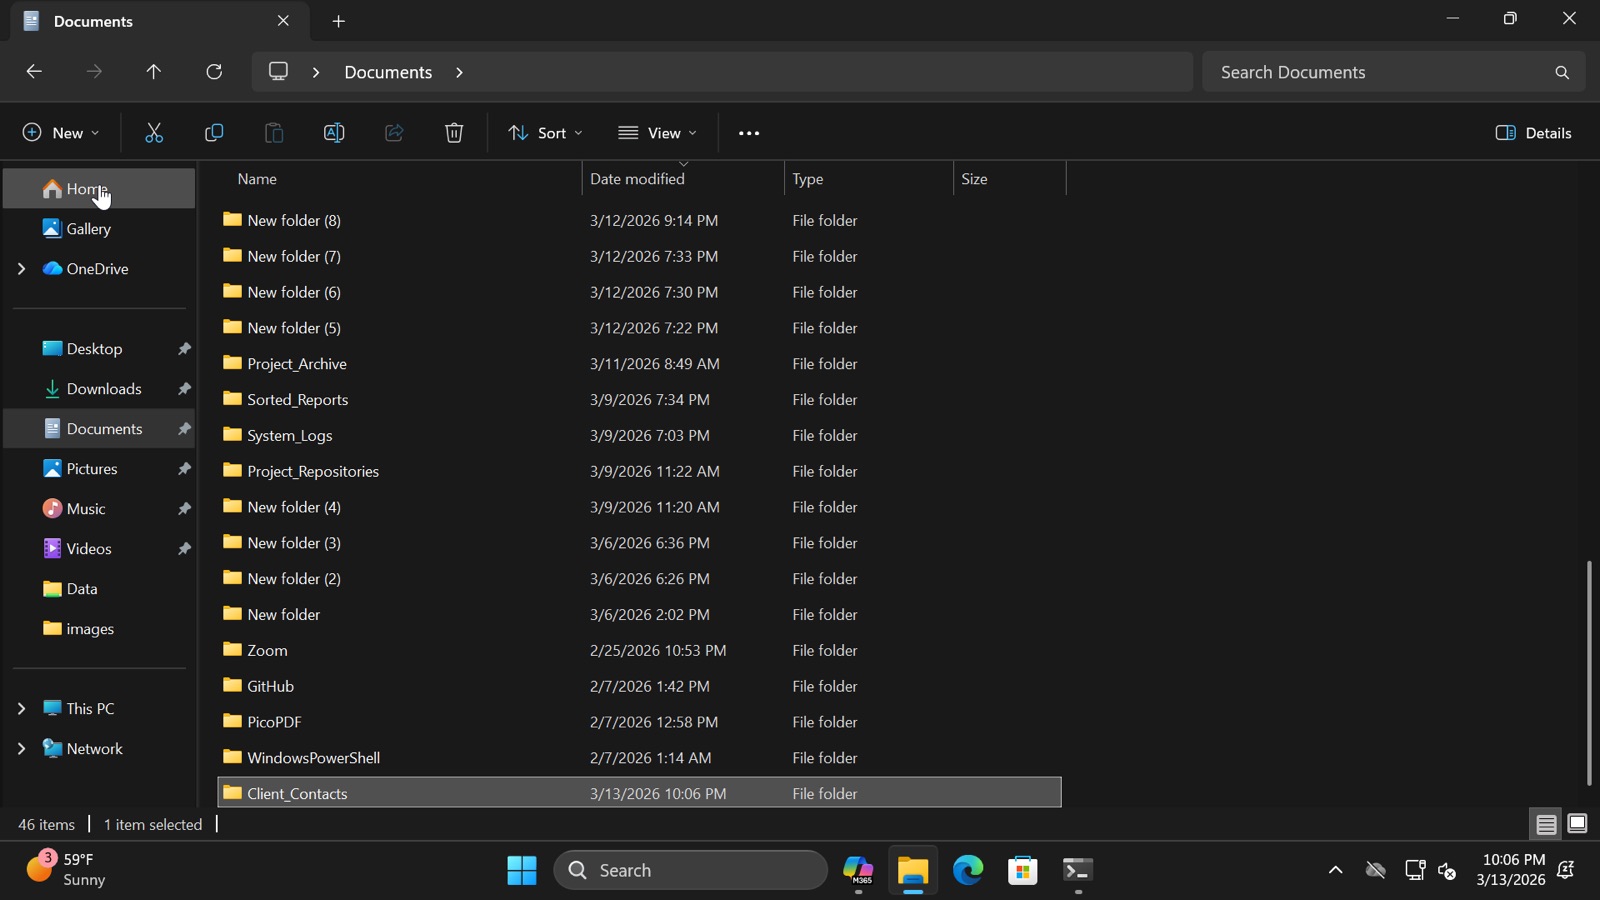 Documents
Documents
Search Documents
New
Sort
View
Details
Home
Gallery
OneDrive
Desktop
Downloads
Documents
Pictures
Music
Videos
Data
images
This PC
Network
Name Date modified Type Size
New folder (8) 3/12/2026 9:14 PM File folder
New folder (7) 3/12/2026 7:33 PM File folder
New folder (6) 3/12/2026 7:30 PM File folder
New folder (5) 3/12/2026 7:22 PM File folder
Project_Archive 3/11/2026 8:49 AM File folder
Sorted_Reports 3/9/2026 7:34 PM File folder
System_Logs 3/9/2026 7:03 PM File folder
Project_Repositories 3/9/2026 11:22 AM File folder
New folder (4) 3/9/2026 11:20 AM File folder
New folder (3) 3/6/2026 6:36 PM File folder
New folder (2) 3/6/2026 6:26 PM File folder
New folder 3/6/2026 2:02 PM File folder
Zoom 2/25/2026 10:53 PM File folder
GitHub 2/7/2026 1:42 PM File folder
PicoPDF 2/7/2026 12:58 PM File folder
WindowsPowerShell 2/7/2026 1:14 AM File folder
Client_Contacts 3/13/2026 10:06 PM File folder
46 items 1 item selected
3
59°F
Sunny
Search
M365
10:06 PM
3/13/2026